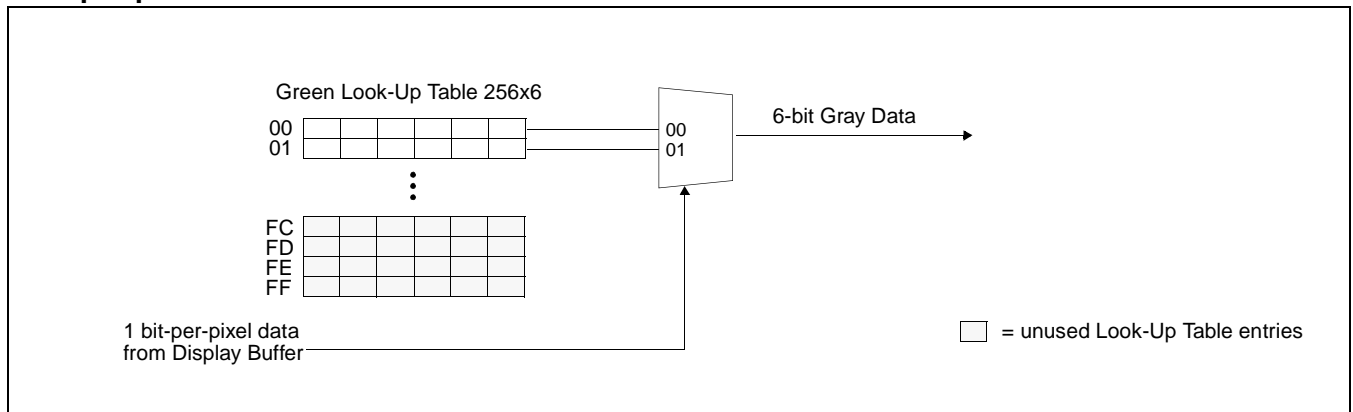 Green Look-Up Table 256x6
00
01
00
01
6-bit Gray Data
FC
FD
FE
FF
1 bit-per-pixel data
from Display Buffer
= unused Look-Up Table entries